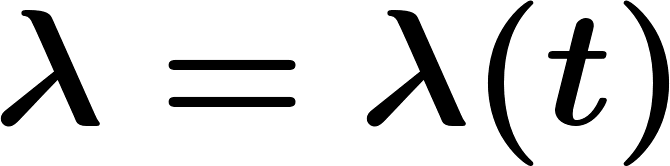 λ = λ(t)